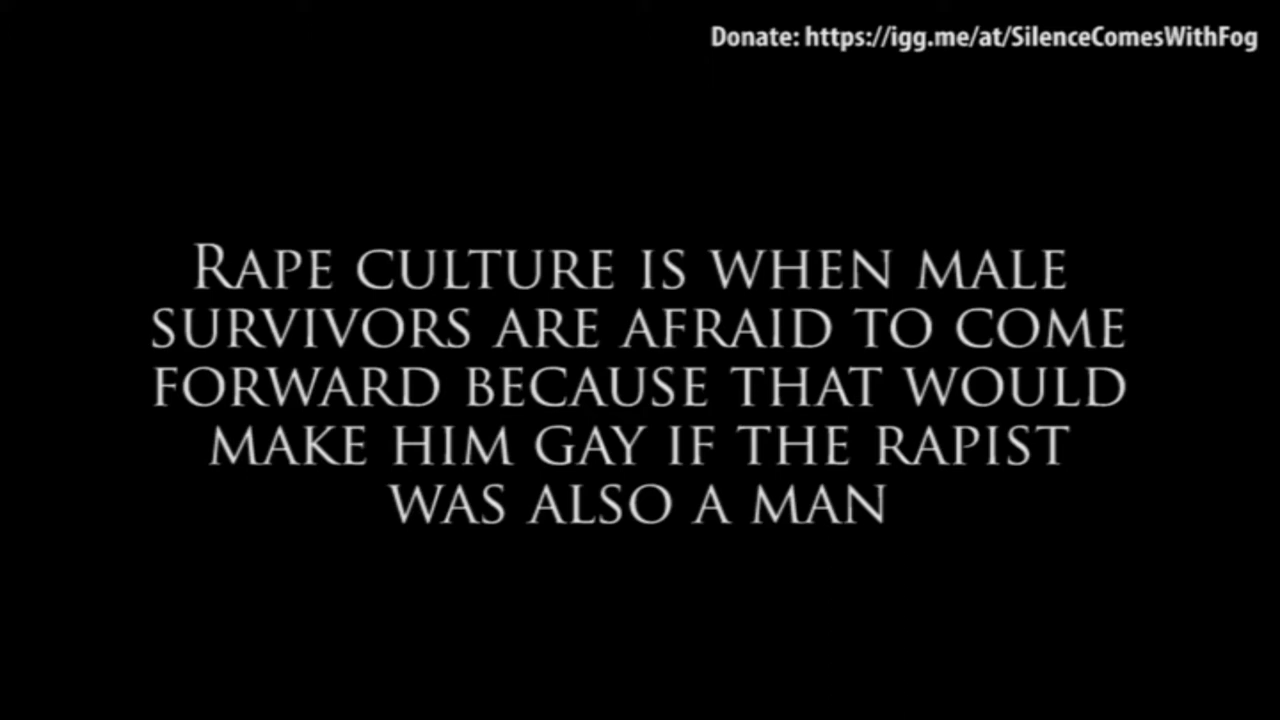 Donate: https://igg.me/at/SilenceComesWithFog
RAPE CULTURE IS WHEN MALE
SURVIVORS ARE AFRAID TO COME
FORWARD BECAUSE THAT WOULD
MAKE HIM GAY IF THE RAPIST
WAS ALSO A MAN